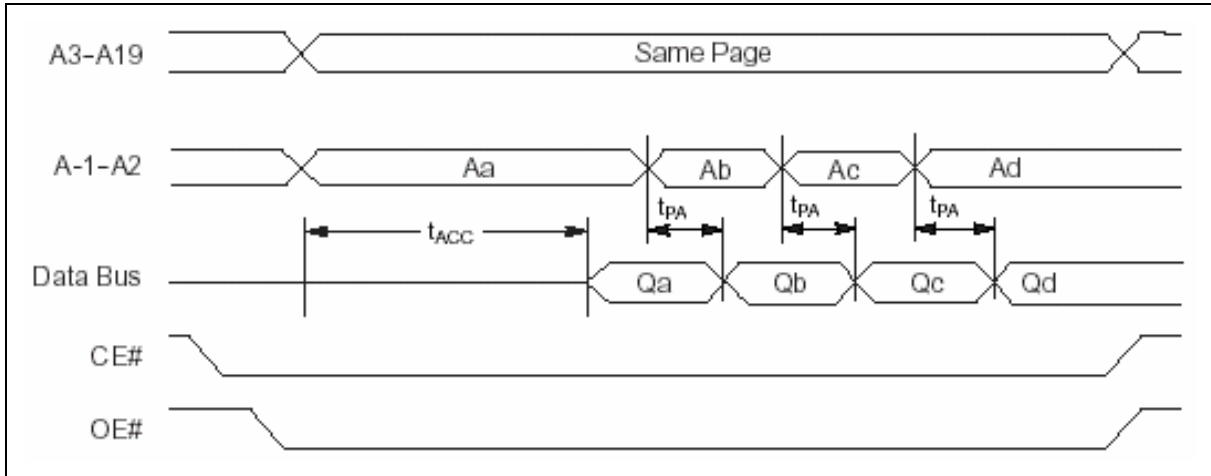 A3-A19 Same Page
A-1-A2 Aa Ab Ac Ad
tPA tPA tPA
tACC
Data Bus Qa Qb Qc Qd
CE#
OE#